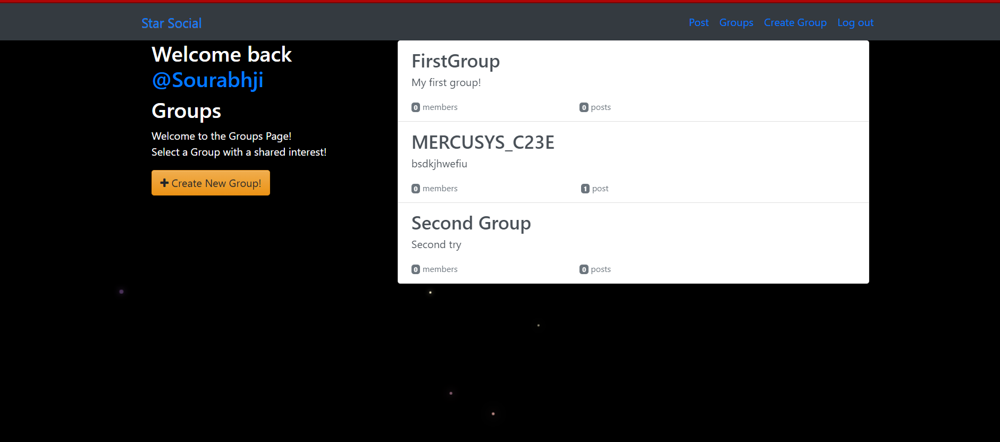 Star Social
Post Groups Create Group Log out
Welcome back
@Sourabhji
Groups
Welcome to the Groups Page!
Select a Group with a shared interest!
Create New Group!
FirstGroup
My first group!
0 members 0 posts
MERCUSYS_C23E
bsdkjhwefiu
0 members 1 post
Second Group
Second try
0 members 0 posts